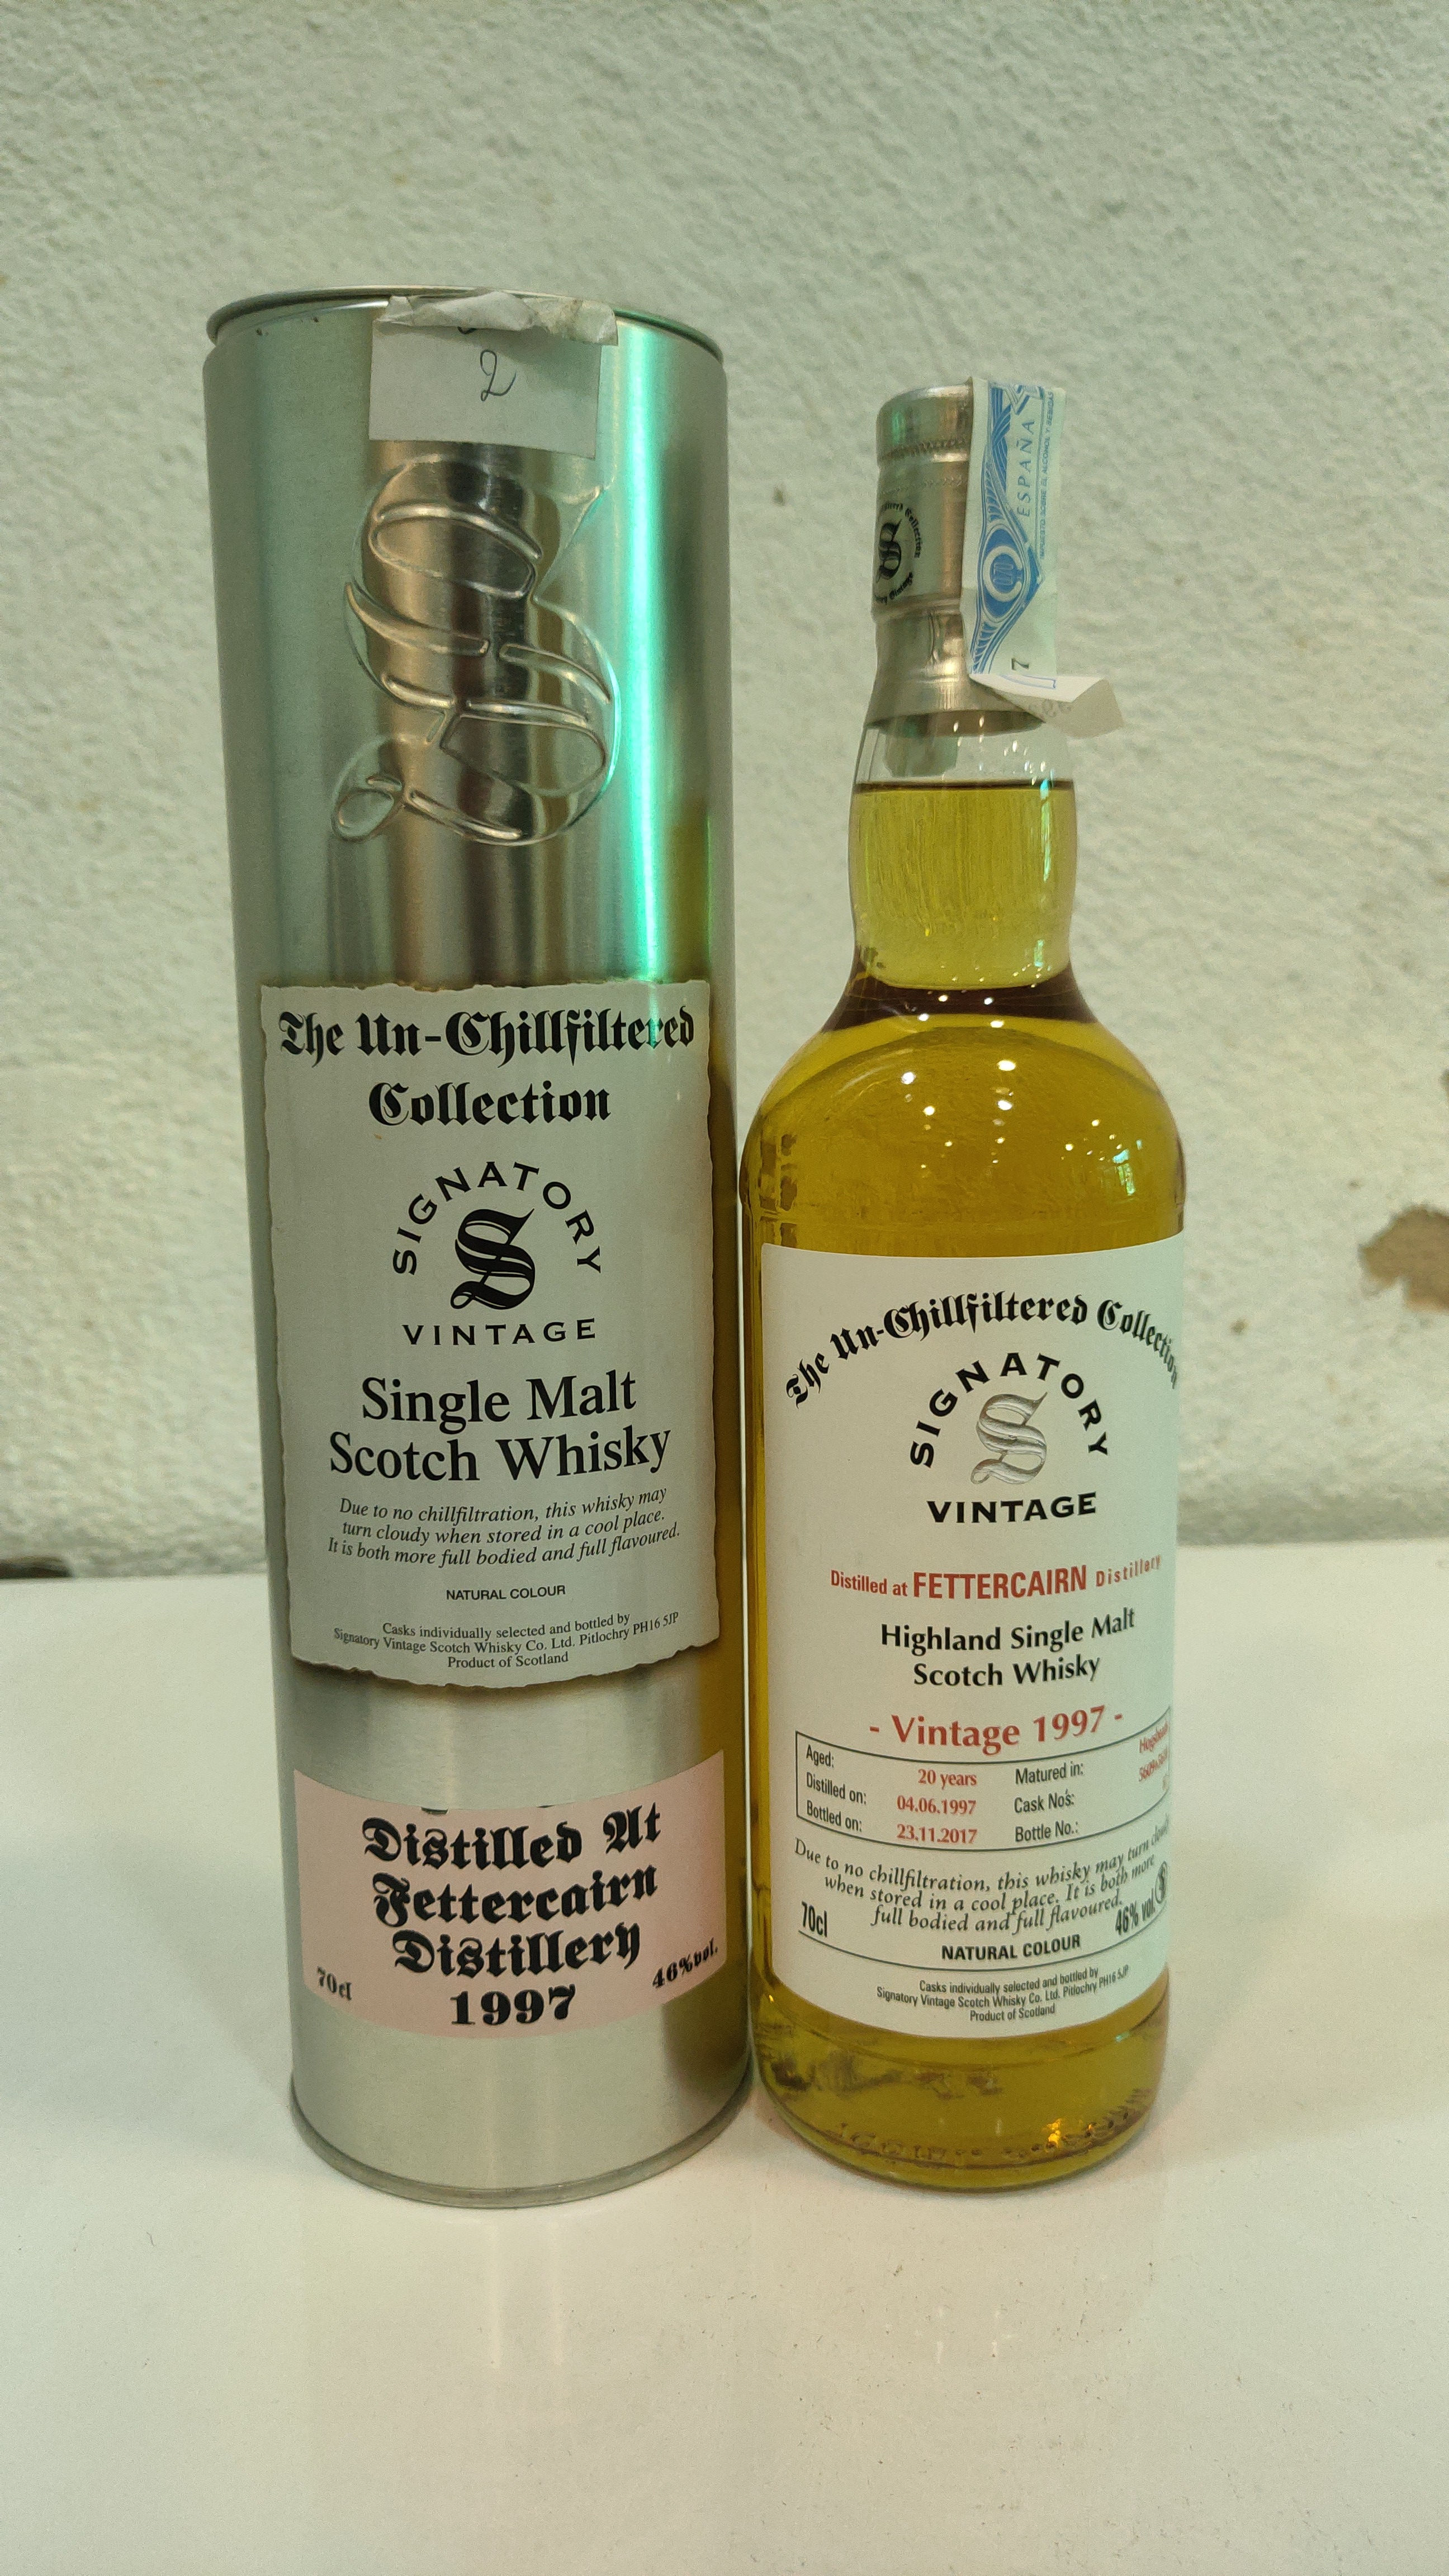 2
The Un-Chillfiltered
Collection
SIGNATORY
S
VINTAGE
Single Malt
Scotch Whisky
Due to no chillfiltration, this whisky may
turn cloudy when stored in a cool place.
It is both more full bodied and full flavoured.
NATURAL COLOUR
Casks individually selected and bottled by
Signatory Vintage Scotch Whisky Co. Ltd. Pitlochry PH16 5JP
Product of Scotland
Distilled At
Fettercairn
Distillery
70cl 1997 46%vol.
ESPAÑA
7
The Un-Chillfiltered Collection
SIGNATORY
S
VINTAGE
Distilled at FETTERCAIRN Distillery
Highland Single Malt
Scotch Whisky
- Vintage 1997 -
Aged: 20 years Matured in:
Distilled on: 04.06.1997 Cask No's:
Bottled on: 23.11.2017 Bottle No.:
Due to no chillfiltration, this whisky may turn cloudy
when stored in a cool place. It is both more
full bodied and full flavoured.
70cl 46% vol
NATURAL COLOUR
Casks individually selected and bottled by
Signatory Vintage Scotch Whisky Co. Ltd. Pitlochry PH16 5JP
Product of Scotland